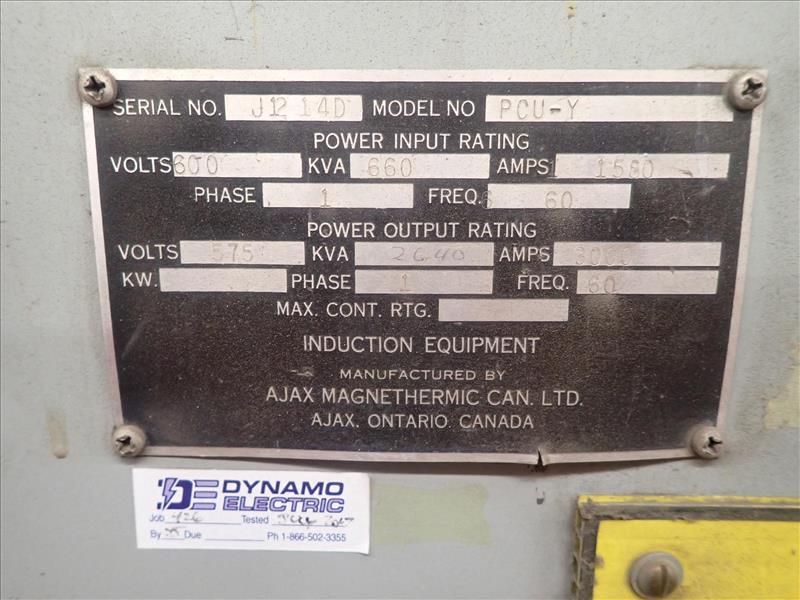 SERIAL NO. J1214D MODEL NO PCU-Y
POWER INPUT RATING
VOLTS 600 KVA 660 AMPS 1580
PHASE 1 FREQ. 60
POWER OUTPUT RATING
VOLTS 575 KVA 2640 AMPS
KW. PHASE 1 FREQ. 60
MAX. CONT. RTG.
INDUCTION EQUIPMENT
MANUFACTURED BY
AJAX MAGNETHERMIC CAN. LTD.
AJAX, ONTARIO, CANADA
DE DYNAMO
ELECTRIC
Job Tested
By Due Ph 1-866-502-3355